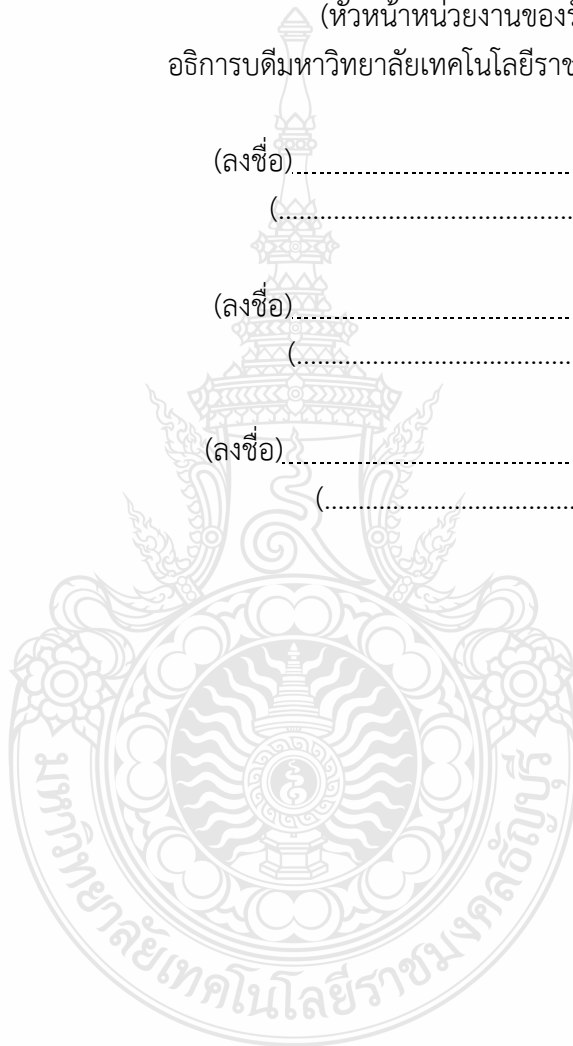 (หัวหน้าหน่วยงานของรั
อธิการบดีมหาวิทยาลัยเทคโนโลยีราช
(ลงชื่อ)
(
(ลงชื่อ)
(
(ลงชื่อ)
(
มหาวิทยาลัยเทคโนโลยีราชมงคลธัญบุรี